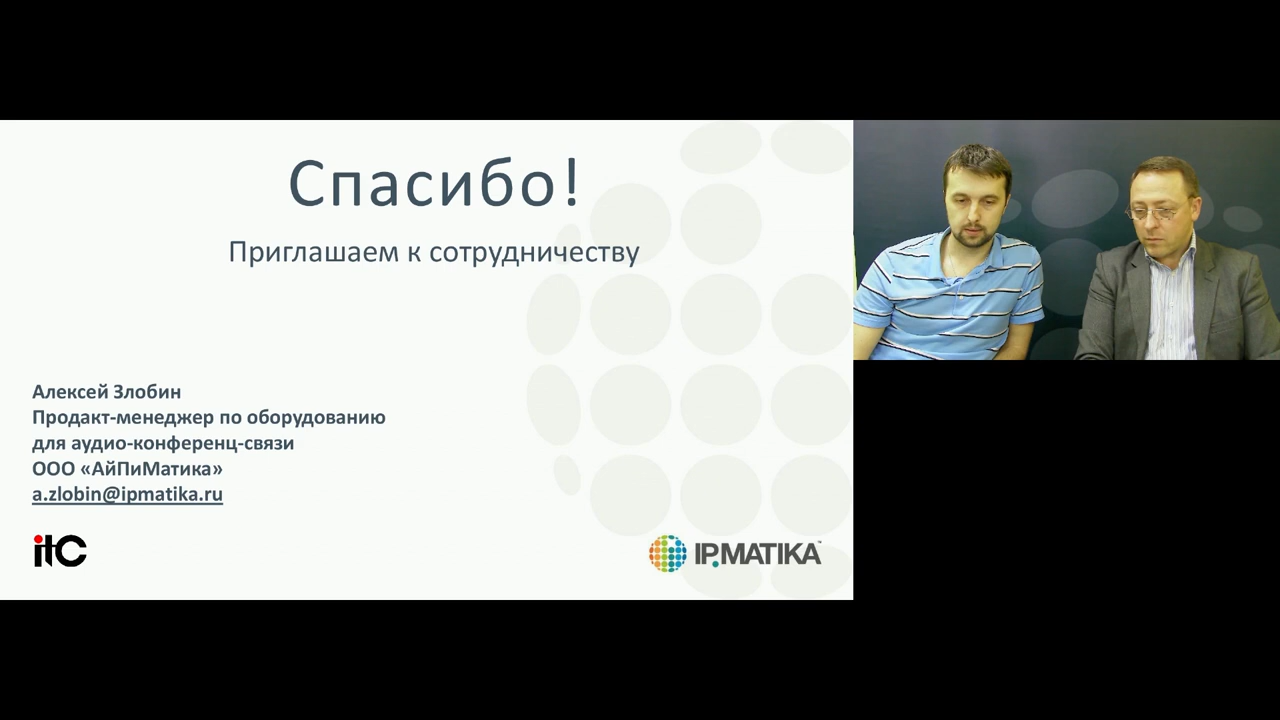 Спасибо!
Приглашаем к сотрудничеству
Алексей Злобин
Продакт-менеджер по оборудованию
для аудио-конференц-связи
ООО «АйПиМатика»
a.zlobin@ipmatika.ru
itC
IP.MATIKA™